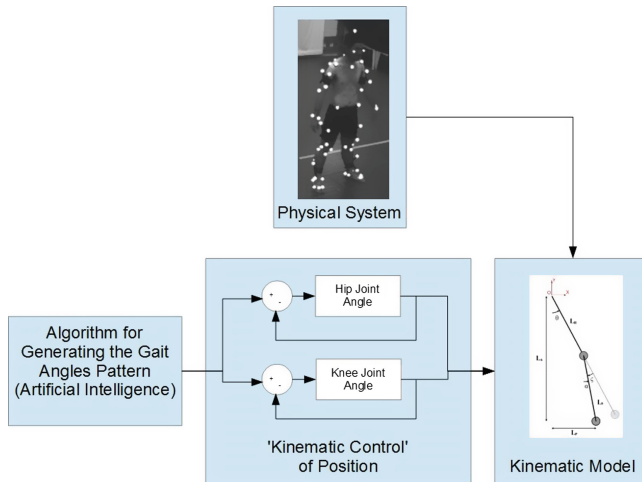 Physical System
Algorithm for
Generating the Gait
Angles Pattern
(Artificial Intelligence)
+
-
Hip Joint
Angle
+
-
Knee Joint
Angle
'Kinematic Control'
of Position
X
θ
Kinematic Model